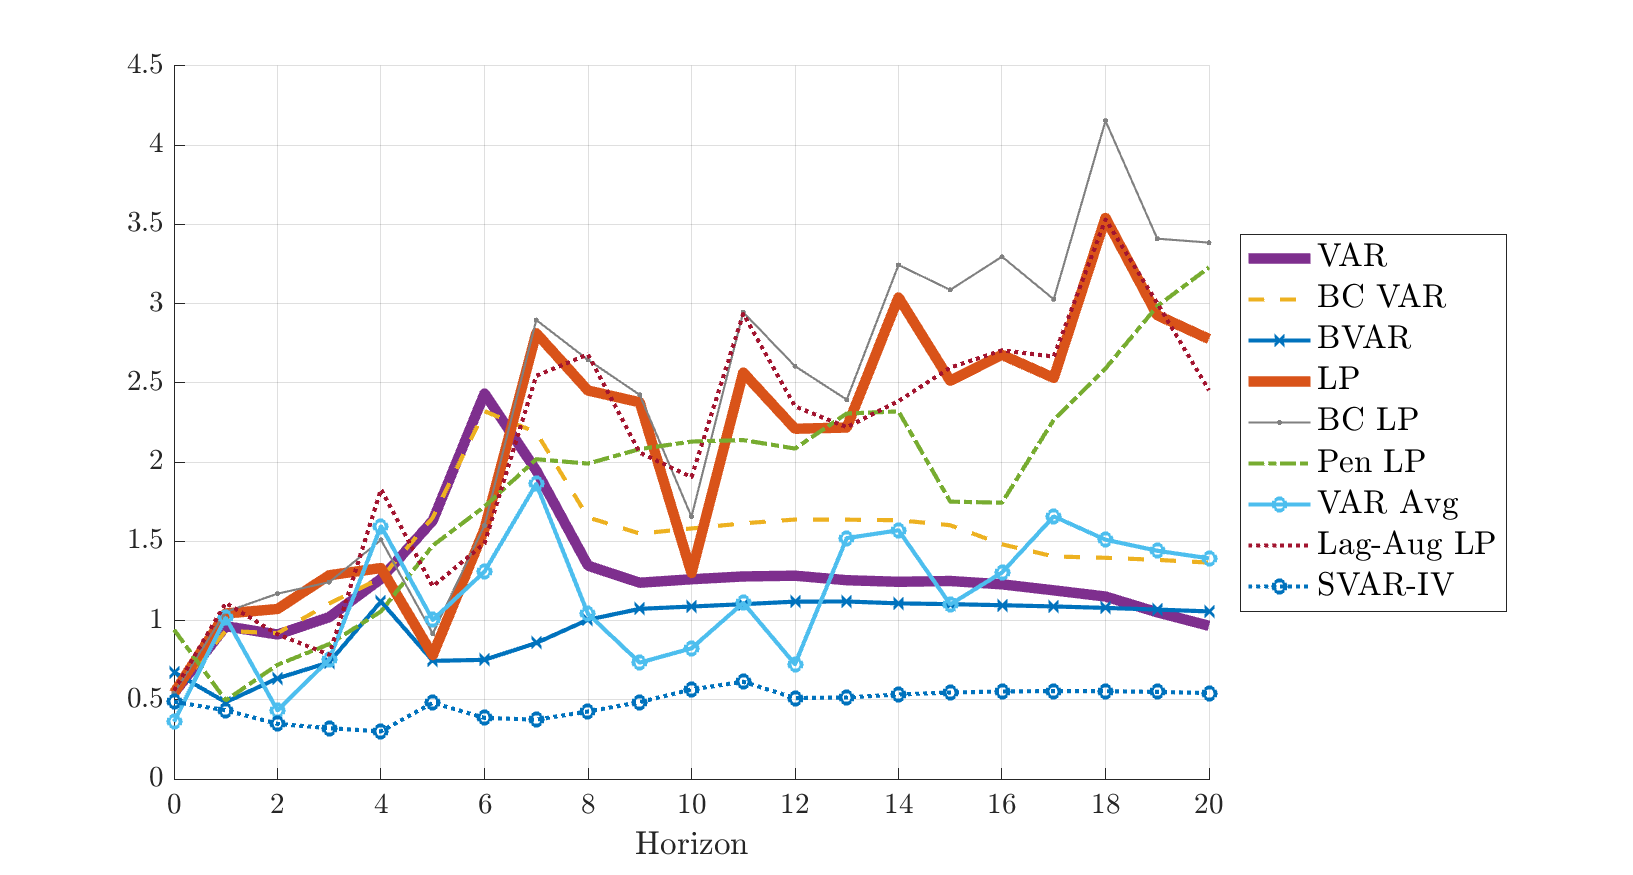 4.5
4
3.5
3
2.5
2
1.5
1
0.5
0
0 2 4 6 8 10 12 14 16 18 20
Horizon
VAR
BC VAR
BVAR
LP
BC LP
Pen LP
VAR Avg
Lag-Aug LP
SVAR-IV